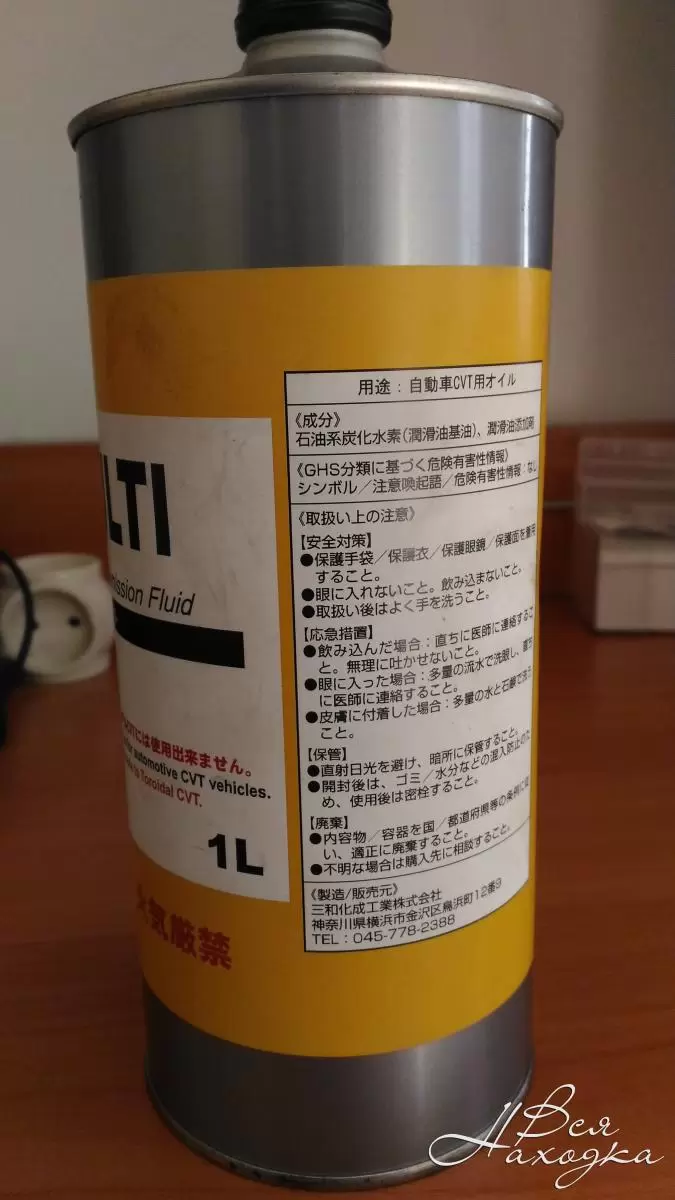 LTI
ission Fluid
には使用出来ません。
automotive CVT vehicles.
to Toroidal CVT.
1L
火気厳禁
用途：自動車CVT用オイル
《成分》
石油系炭化水素（潤滑油基油）、潤滑油添加剤
《GHS分類に基づく危険有害性情報》
シンボル／注意喚起語／危険有害性情報：なし
《取扱い上の注意》
【安全対策】
●保護手袋／保護衣／保護眼鏡／保護面を着用
すること。
●眼に入れないこと。飲み込まないこと。
●取扱い後はよく手を洗うこと。
【応急措置】
●飲み込んだ場合：直ちに医師に連絡するこ
と。無理に吐かせないこと。
●眼に入った場合：多量の流水で洗眼し、直ち
に医師に連絡すること。
●皮膚に付着した場合：多量の水と石鹸で洗う
こと。
【保管】
●直射日光を避け、暗所に保管すること。
●開封後は、ゴミ／水分などの混入防止のた
め、使用後は密栓すること。
【廃棄】
●内容物／容器を国／都道府県等の条例に従
い、適正に廃棄すること。
●不明な場合は購入先に相談すること。
《製造/販売元》
三和化成工業株式会社
神奈川県横浜市金沢区鳥浜町12番9
TEL：045-778-2388
Вся
Находка